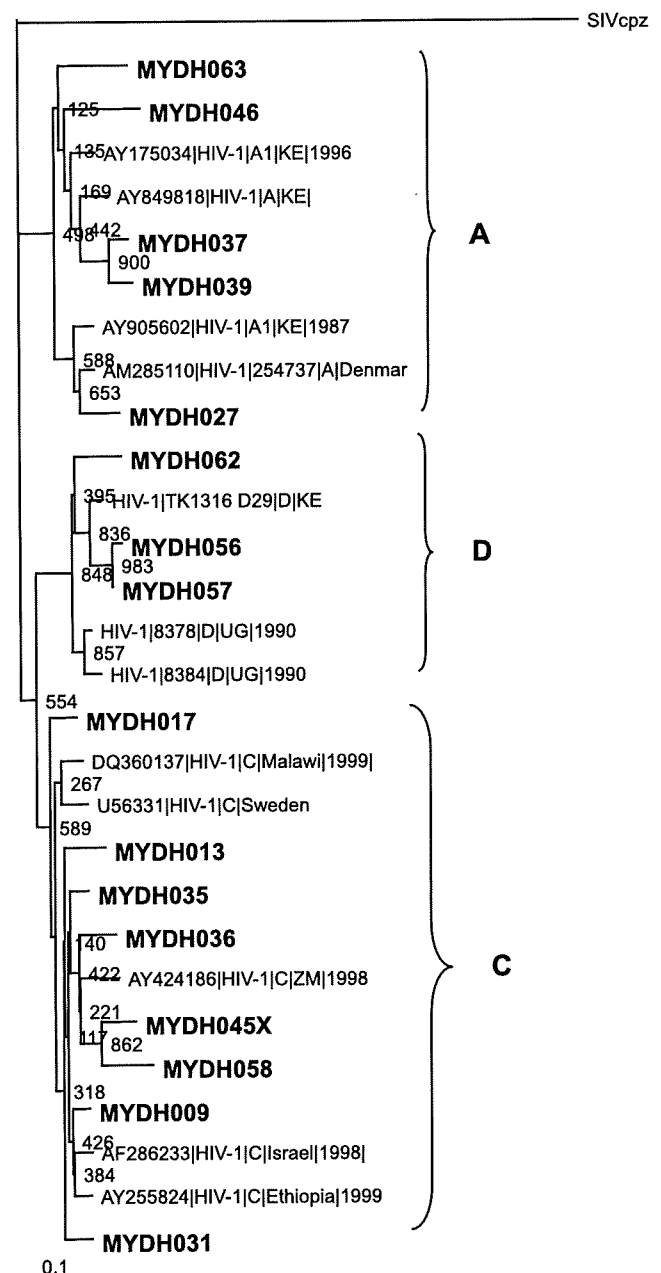 SIVcpz
MYDH063
125
MYDH046
135 AY175034|HIV-1|A1|KE|1996
169 AY849818|HIV-1|A|KE|
498 442
MYDH037
A
900
MYDH039
AY905602|HIV-1|A1|KE|1987
588
AM285110|HIV-1|254737|A|Denmar
653
MYDH027
MYDH062
395 HIV-1|TK1316 D29|D|KE
836
MYDH056
D
848 983
MYDH057
HIV-1|8378|D|UG|1990
857
HIV-1|8384|D|UG|1990
554
MYDH017
DQ360137|HIV-1|C|Malawi|1999|
267
U56331|HIV-1|C|Sweden
589
MYDH013
MYDH035
MYDH036
40
C
422 AY424186|HIV-1|C|ZM|1998
221
MYDH045X
117 862
MYDH058
318
MYDH009
426
AF286233|HIV-1|C|Israel|1998|
384
AY255824|HIV-1|C|Ethiopia|1999
MYDH031
0.1